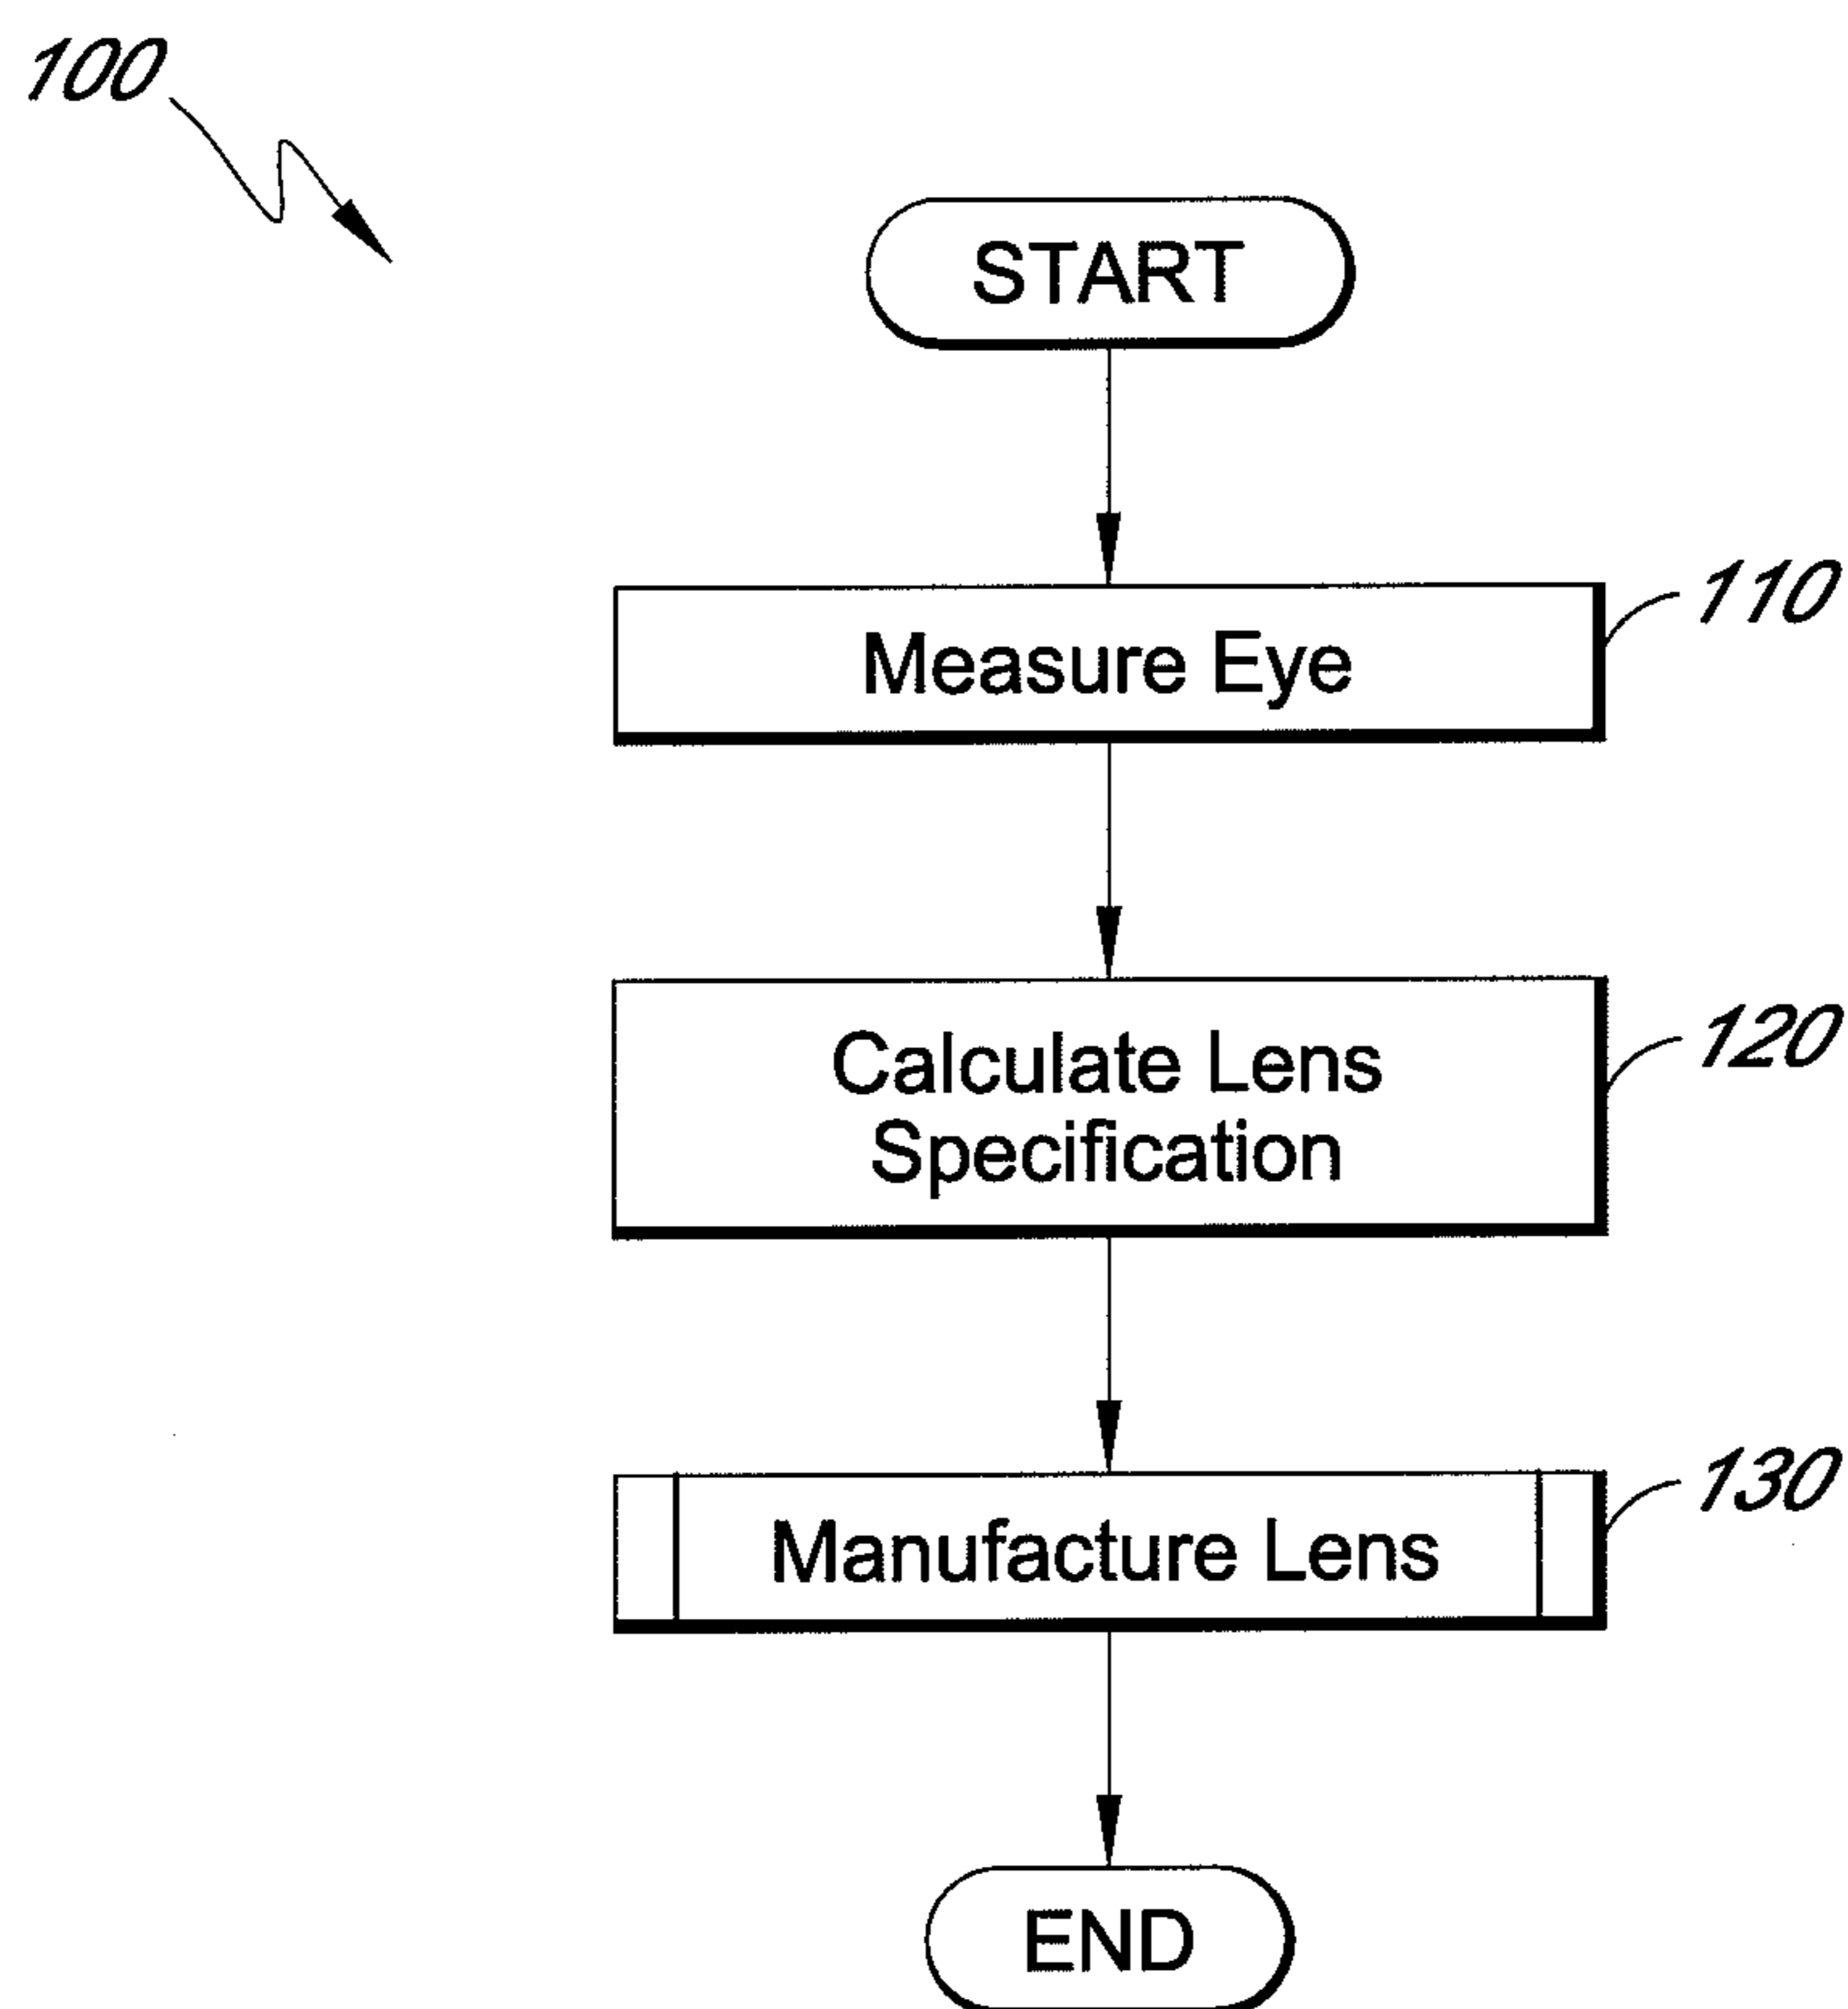 100
START
Measure Eye
110
Calculate Lens
Specification
120
Manufacture Lens
130
END